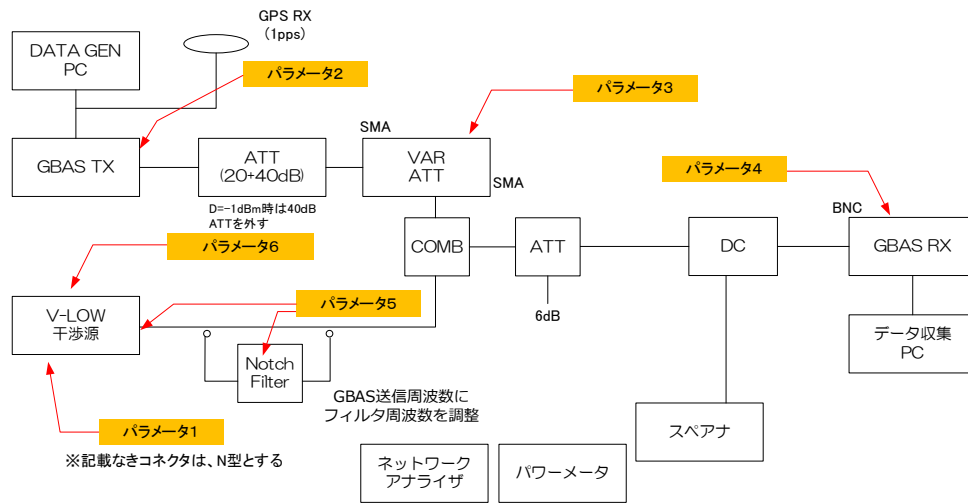 GPS RX
（1pps）
DATA GEN
PC
パラメータ2
パラメータ3
SMA
GBAS TX
ATT
(20+40dB)
VAR
ATT
SMA
パラメータ4
D=-1dBm時は40dB
ATTを外す
BNC
パラメータ6
COMB
ATT
DC
GBAS RX
V-LOW
干渉源
パラメータ5
6dB
Notch
Filter
データ収集
PC
GBAS送信周波数に
フィルタ周波数を調整
パラメータ1
スペアナ
※記載なきコネクタは、N型とする
ネットワーク
アナライザ
パワーメータ